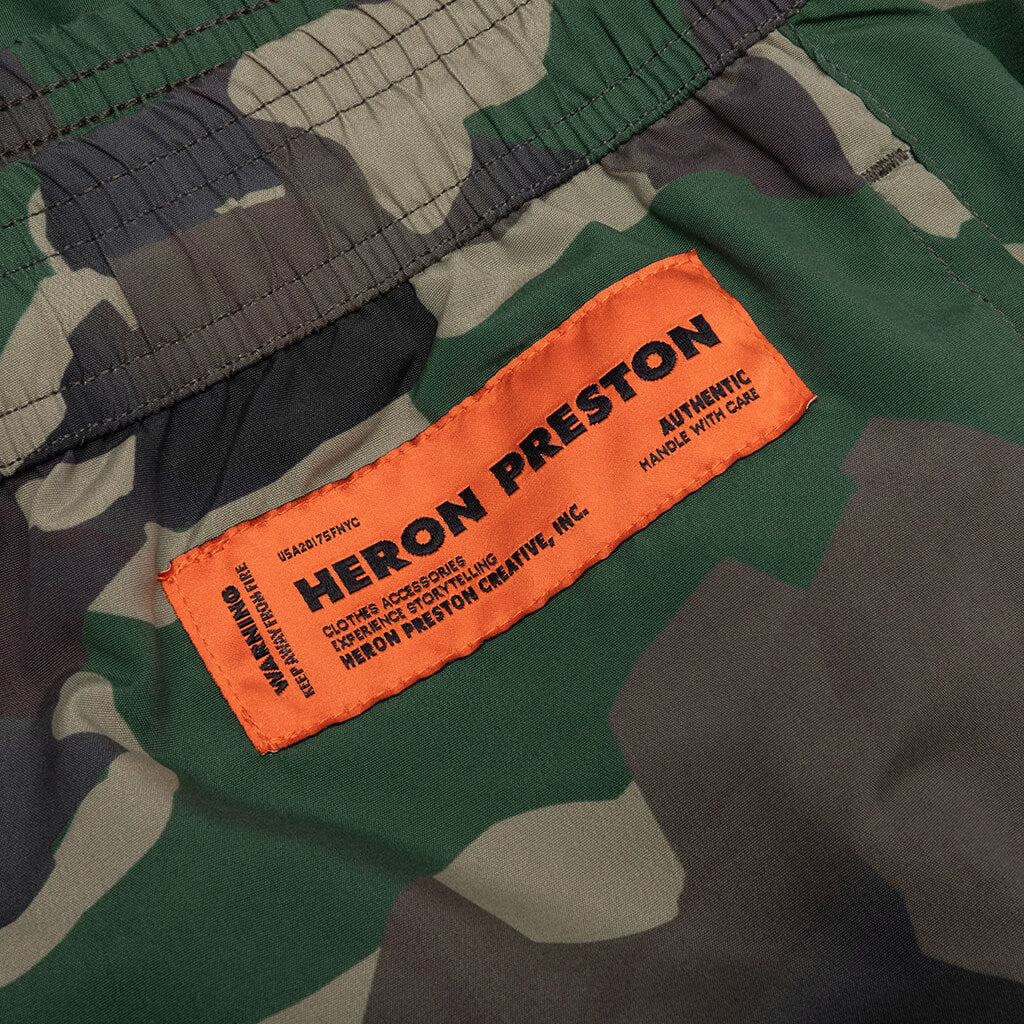 USA20175FNYC
HERON PRESTON
CLOTHES ACCESSORIES
EXPERIENCE STORYTELLING
HERON PRESTON CREATIVE, INC.
AUTHENTIC
HANDLE WITH CARE
WARNING
KEEP AWAY FROM FIRE